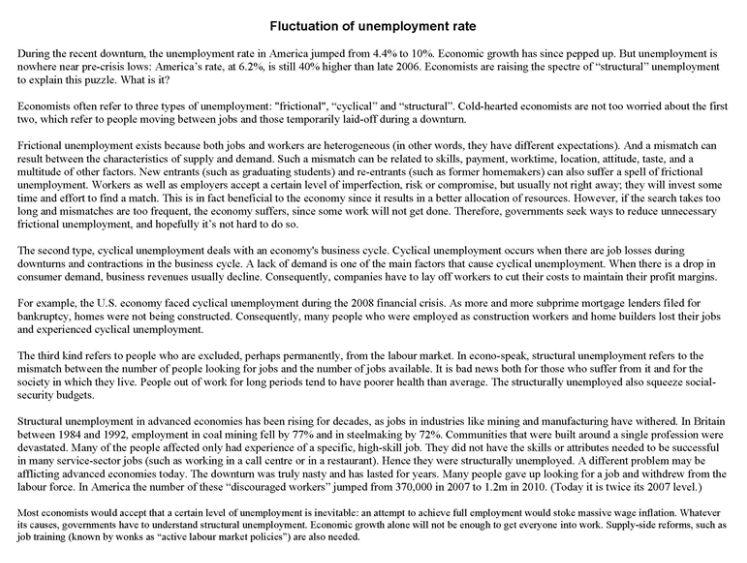 Fluctuation of unemployment rate
During the recent downturn, the unemployment rate in America jumped from 4.4% to 10%. Economic growth has since pepped up. But unemployment is
nowhere near pre-crisis lows: America's rate, at 6.2%, is still 40% higher than late 2006. Economists are raising the spectre of “structural” unemployment
to explain this puzzle. What is it?
Economists often refer to three types of unemployment: "frictional", “cyclical” and “structural”. Cold-hearted economists are not too worried about the first
two, which refer to people moving between jobs and those temporarily laid-off during a downturn.
Frictional unemployment exists because both jobs and workers are heterogeneous (in other words, they have different expectations). And a mismatch can
result between the characteristics of supply and demand. Such a mismatch can be related to skills, payment, worktime, location, attitude, taste, and a
multitude of other factors. New entrants (such as graduating students) and re-entrants (such as former homemakers) can also suffer a spell of frictional
unemployment. Workers as well as employers accept a certain level of imperfection, risk or compromise, but usually not right away; they will invest some
time and effort to find a match. This is in fact beneficial to the economy since it results in a better allocation of resources. However, if the search takes too
long and mismatches are too frequent, the economy suffers, since some work will not get done. Therefore, governments seek ways to reduce unnecessary
frictional unemployment, and hopefully it’s not hard to do so.
The second type, cyclical unemployment deals with an economy's business cycle. Cyclical unemployment occurs when there are job losses during
downturns and contractions in the business cycle. A lack of demand is one of the main factors that cause cyclical unemployment. When there is a drop in
consumer demand, business revenues usually decline. Consequently, companies have to lay off workers to cut their costs to maintain their profit margins.
For example, the U.S. economy faced cyclical unemployment during the 2008 financial crisis. As more and more subprime mortgage lenders filed for
bankruptcy, homes were not being constructed. Consequently, many people who were employed as construction workers and home builders lost their jobs
and experienced cyclical unemployment.
The third kind refers to people who are excluded, perhaps permanently, from the labour market. In econo-speak, structural unemployment refers to the
mismatch between the number of people looking for jobs and the number of jobs available. It is bad news both for those who suffer from it and for the
society in which they live. People out of work for long periods tend to have poorer health than average. The structurally unemployed also squeeze social-
security budgets.
Structural unemployment in advanced economies has been rising for decades, as jobs in industries like mining and manufacturing have withered. In Britain
between 1984 and 1992, employment in coal mining fell by 77% and in steelmaking by 72%. Communities that were built around a single profession were
devastated. Many of the people affected only had experience of a specific, high-skill job. They did not have the skills or attributes needed to be successful
in many service-sector jobs (such as working in a call centre or in a restaurant). Hence they were structurally unemployed. A different problem may be
afflicting advanced economies today. The downturn was truly nasty and has lasted for years. Many people gave up looking for a job and withdrew from the
labour force. In America the number of these “discouraged workers” jumped from 370,000 in 2007 to 1.2m in 2010. (Today it is twice its 2007 level.)
Most economists would accept that a certain level of unemployment is inevitable: an attempt to achieve full employment would stoke massive wage inflation. Whatever
its causes, governments have to understand structural unemployment. Economic growth alone will not be enough to get everyone into work. Supply-side reforms, such as
job training (known by wonks as “active labour market policies”) are also needed.